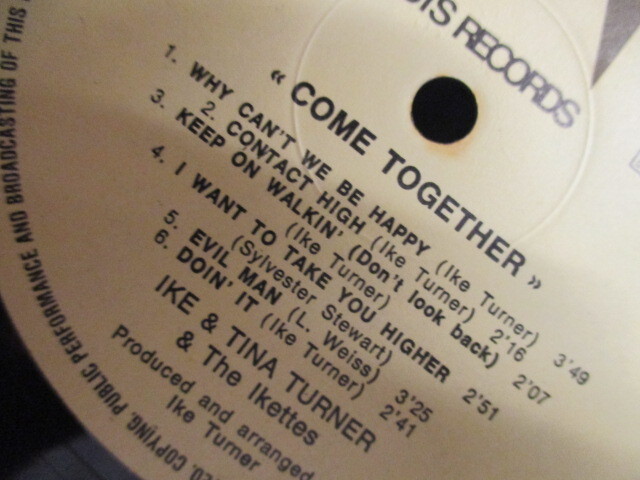 RECORDS
« COME TOGETHER »
1. WHY CAN'T WE BE HAPPY (Ike Turner) 3'49
2. CONTACT HIGH (Ike Turner) 2'16
3. KEEP ON WALKIN' (Don't look back)
(Ike Turner) 2'07
4. I WANT TO TAKE YOU HIGHER
(Sylvester Stewart) 2'51
5. EVIL MAN (L. Weiss) 3'25
6. DOIN' IT (Ike Turner) 2'41
IKE & TINA TURNER
& The Ikettes
Produced and arranged
Ike Turner
COPYING, PUBLIC PERFORMANCE AND BROADCASTING OF THIS